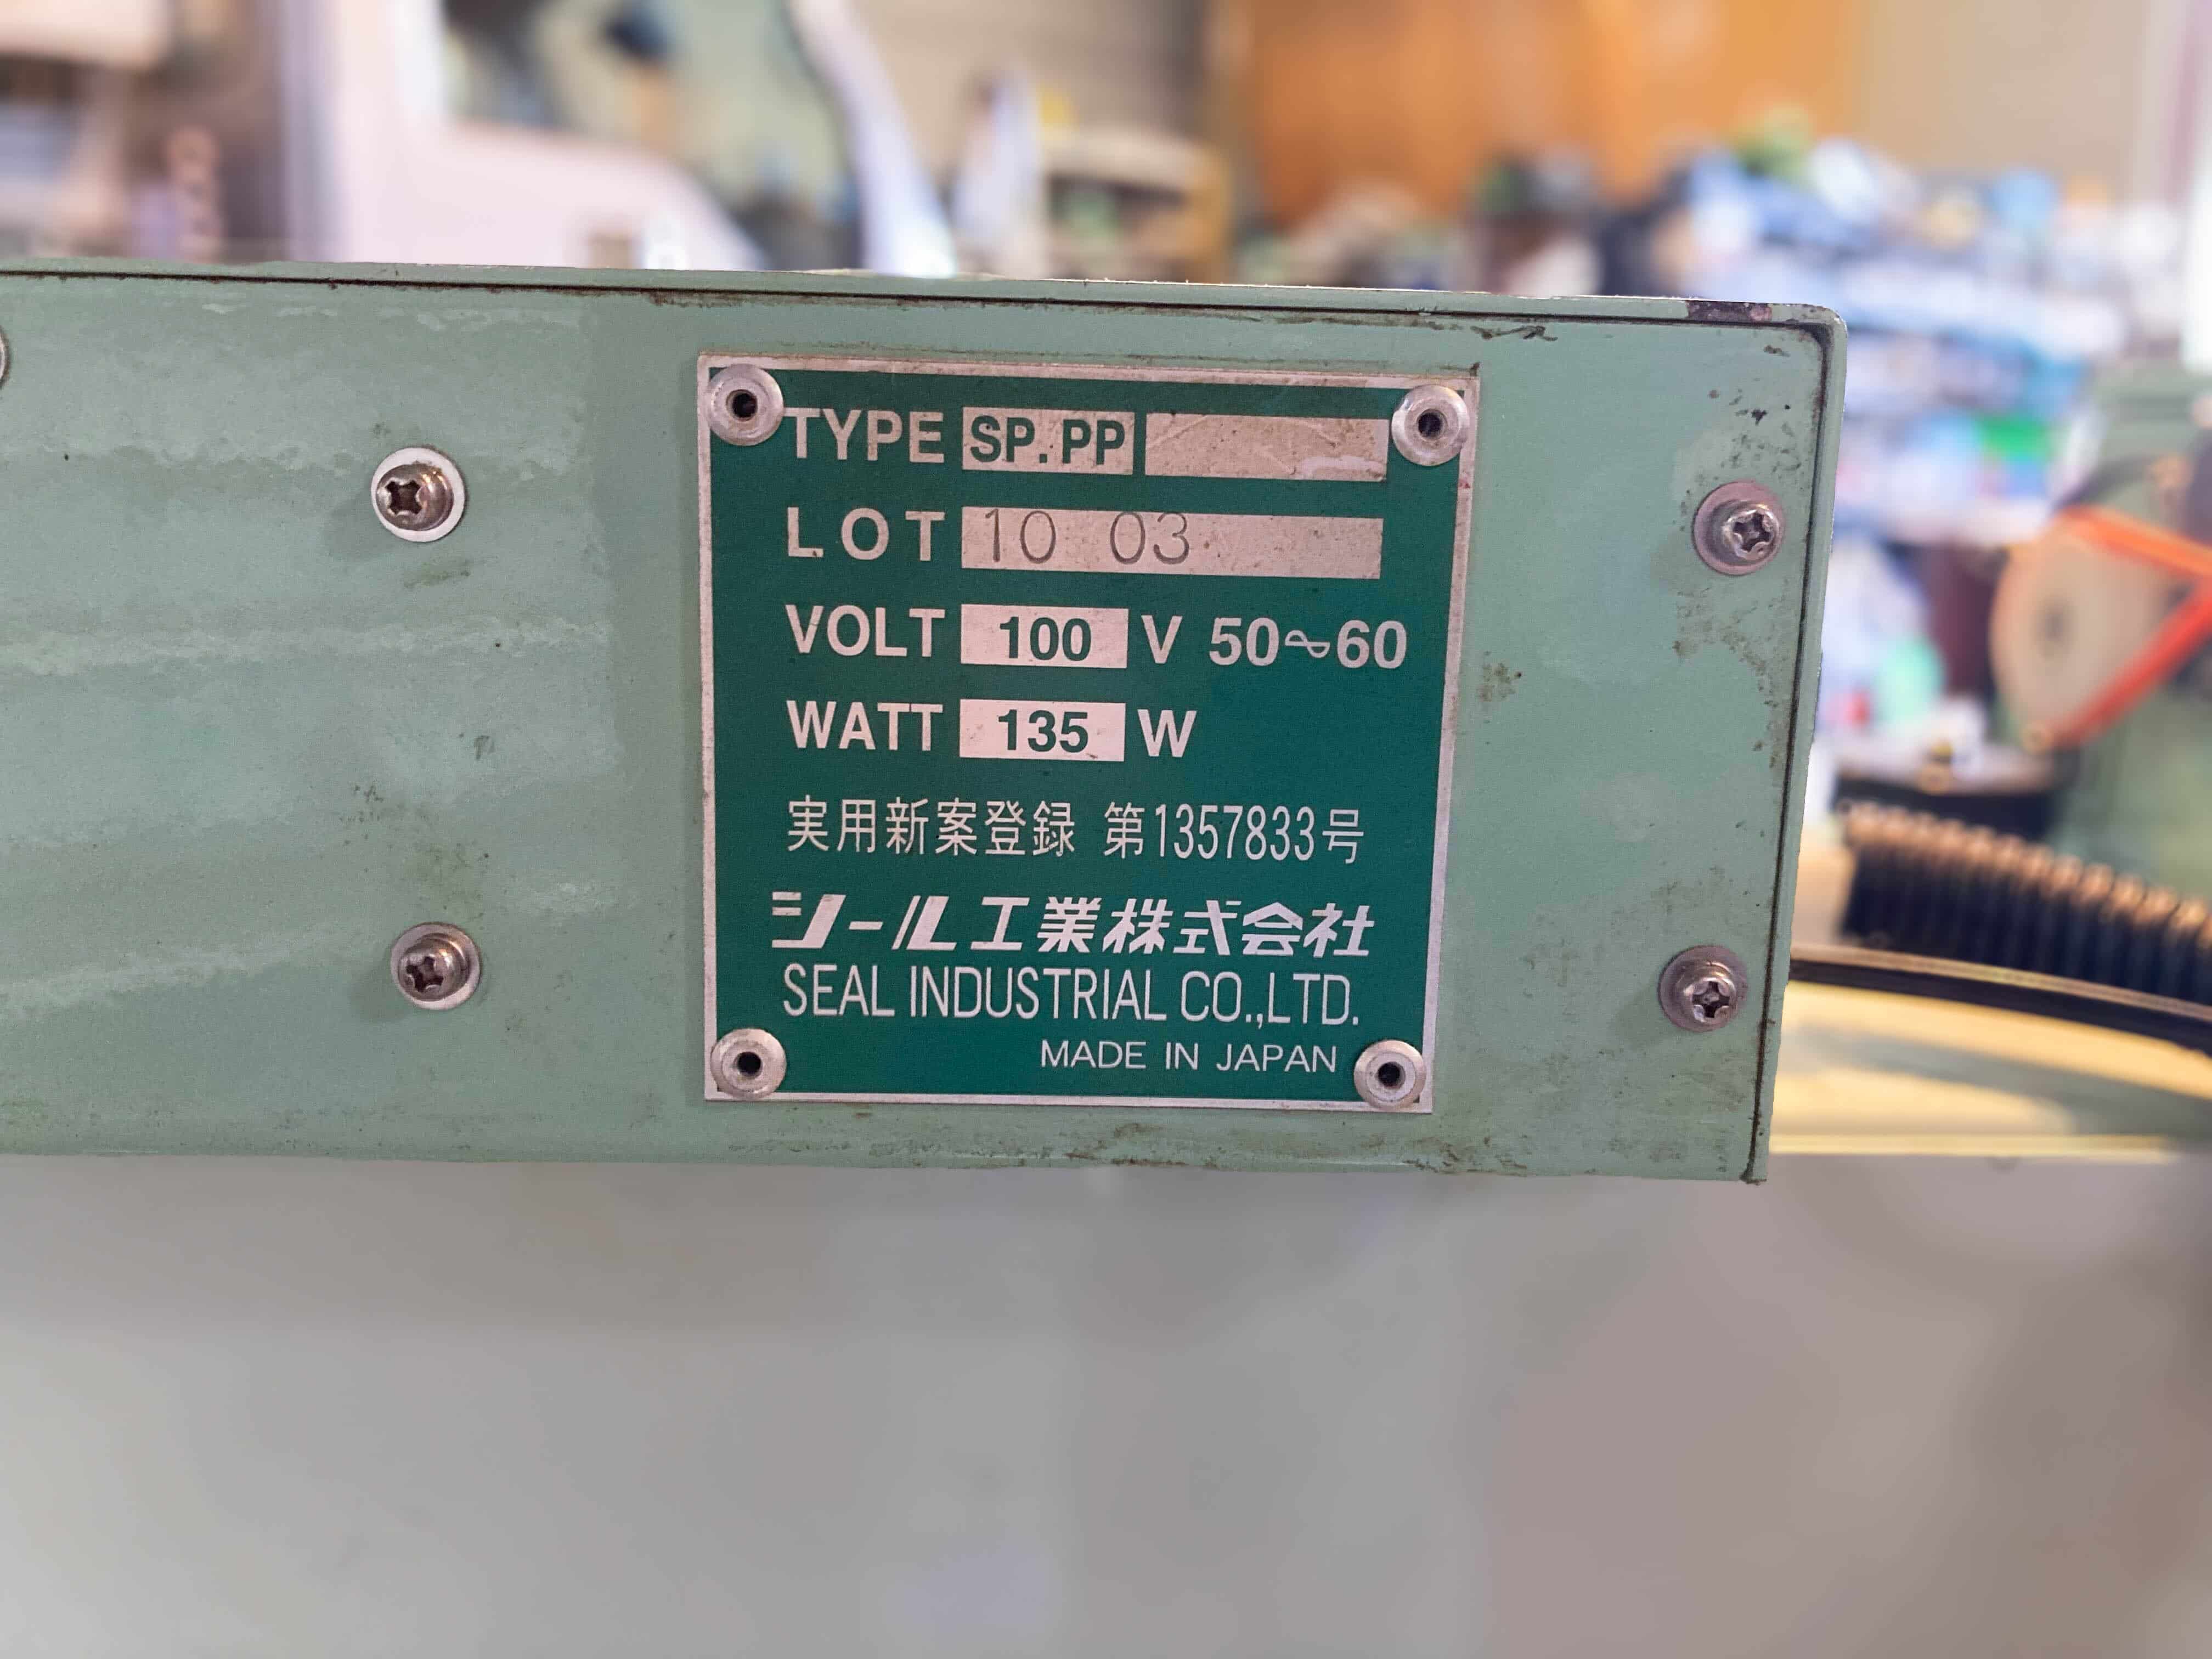 TYPE SP.PP
LOT 10 03
VOLT 100 V 50~60
WATT 135 W
実用新案登録 第1357833号
シール工業株式会社
SEAL INDUSTRIAL CO.,LTD.
MADE IN JAPAN